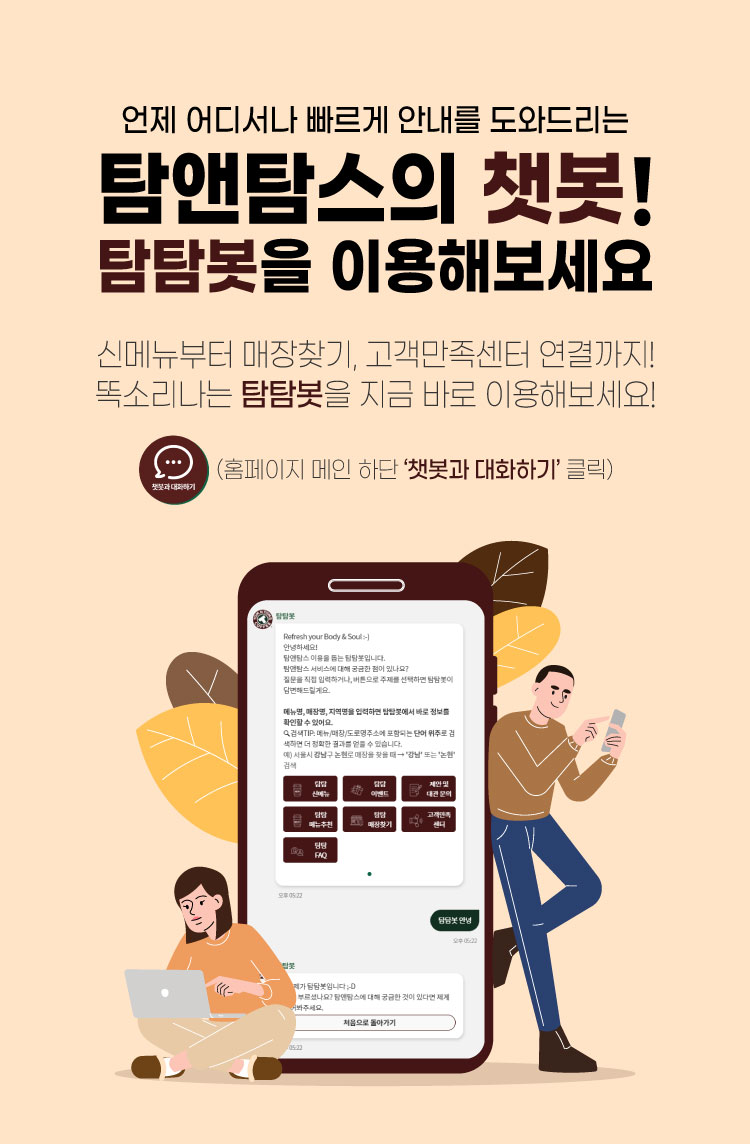 언제 어디서나 빠르게 안내를 도와드리는
탐앤탐스의 챗봇!
탐탐봇을 이용해보세요
신메뉴부터 매장찾기, 고객만족센터 연결까지!
똑소리나는 탐탐봇을 지금 바로 이용해보세요!
챗봇과 대화하기
(홈페이지 메인 하단 ‘챗봇과 대화하기’ 클릭)
탐탐봇
Refresh your Body & Soul :-)
안녕하세요!
탐앤탐스 이용을 돕는 탐탐봇입니다.
탐앤탐스 서비스에 대해 궁금한 점이 있나요?
질문을 직접 입력하거나, 버튼으로 주제를 선택하면 탐탐봇이
답변해드릴게요.
메뉴명, 매장명, 지역명을 입력하면 탐탐봇에서 바로 정보를
확인할 수 있어요.
검색TIP: 메뉴/매장/도로명주소에 포함되는 단어 위주로 검
색하면 더 정확한 결과를 얻을 수 있습니다.
예) 서울시 강남구 논현로 매장을 찾을 때 → '강남' 또는 '논현'
검색
탐탐
신메뉴
탐탐
이벤트
제안 및
대관 문의
탐탐
메뉴추천
탐탐
매장찾기
고객만족
센터
탐탐
FAQ
오후 05:22
탐탐봇 안녕
오후 05:22
탐봇
제가 탐탐봇입니다 ;-D
부르셨나요? 탐앤탐스에 대해 궁금한 것이 있다면 제게
봐주세요.
처음으로 돌아가기
05:22